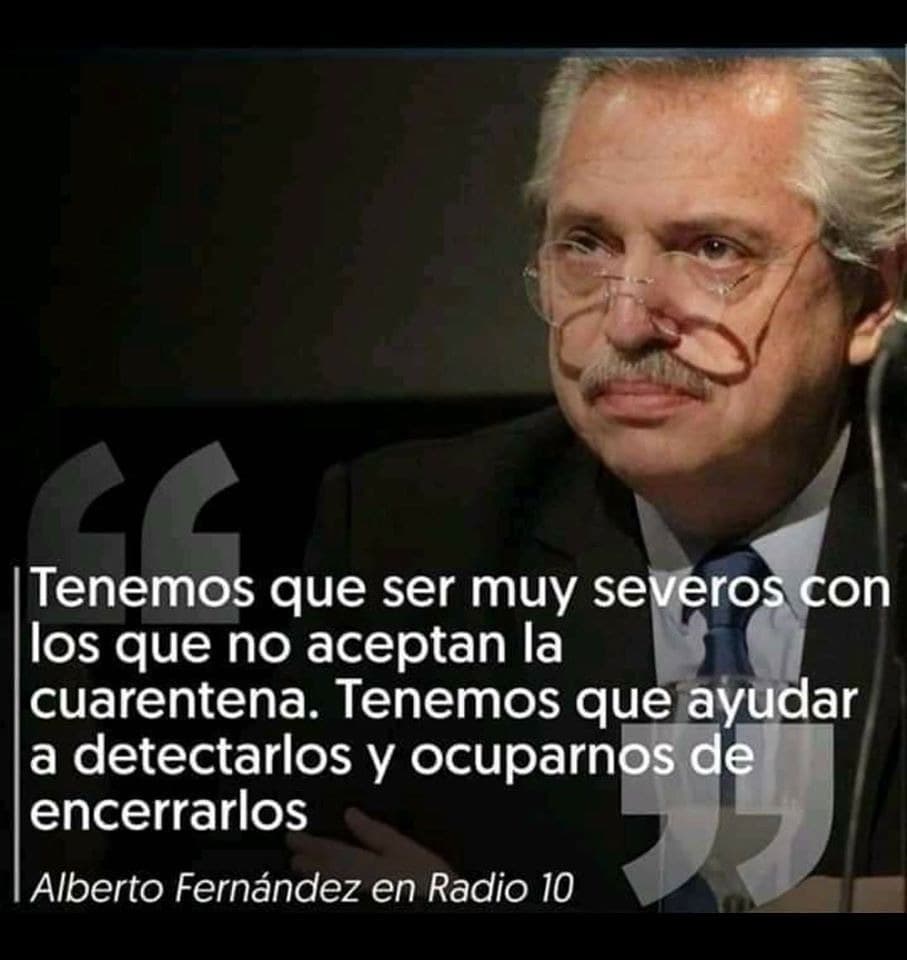 Tenemos que ser muy severos con
los que no aceptan la
cuarentena. Tenemos que ayudar
a detectarlos y ocuparnos de
encerrarlos
Alberto Fernández en Radio 10